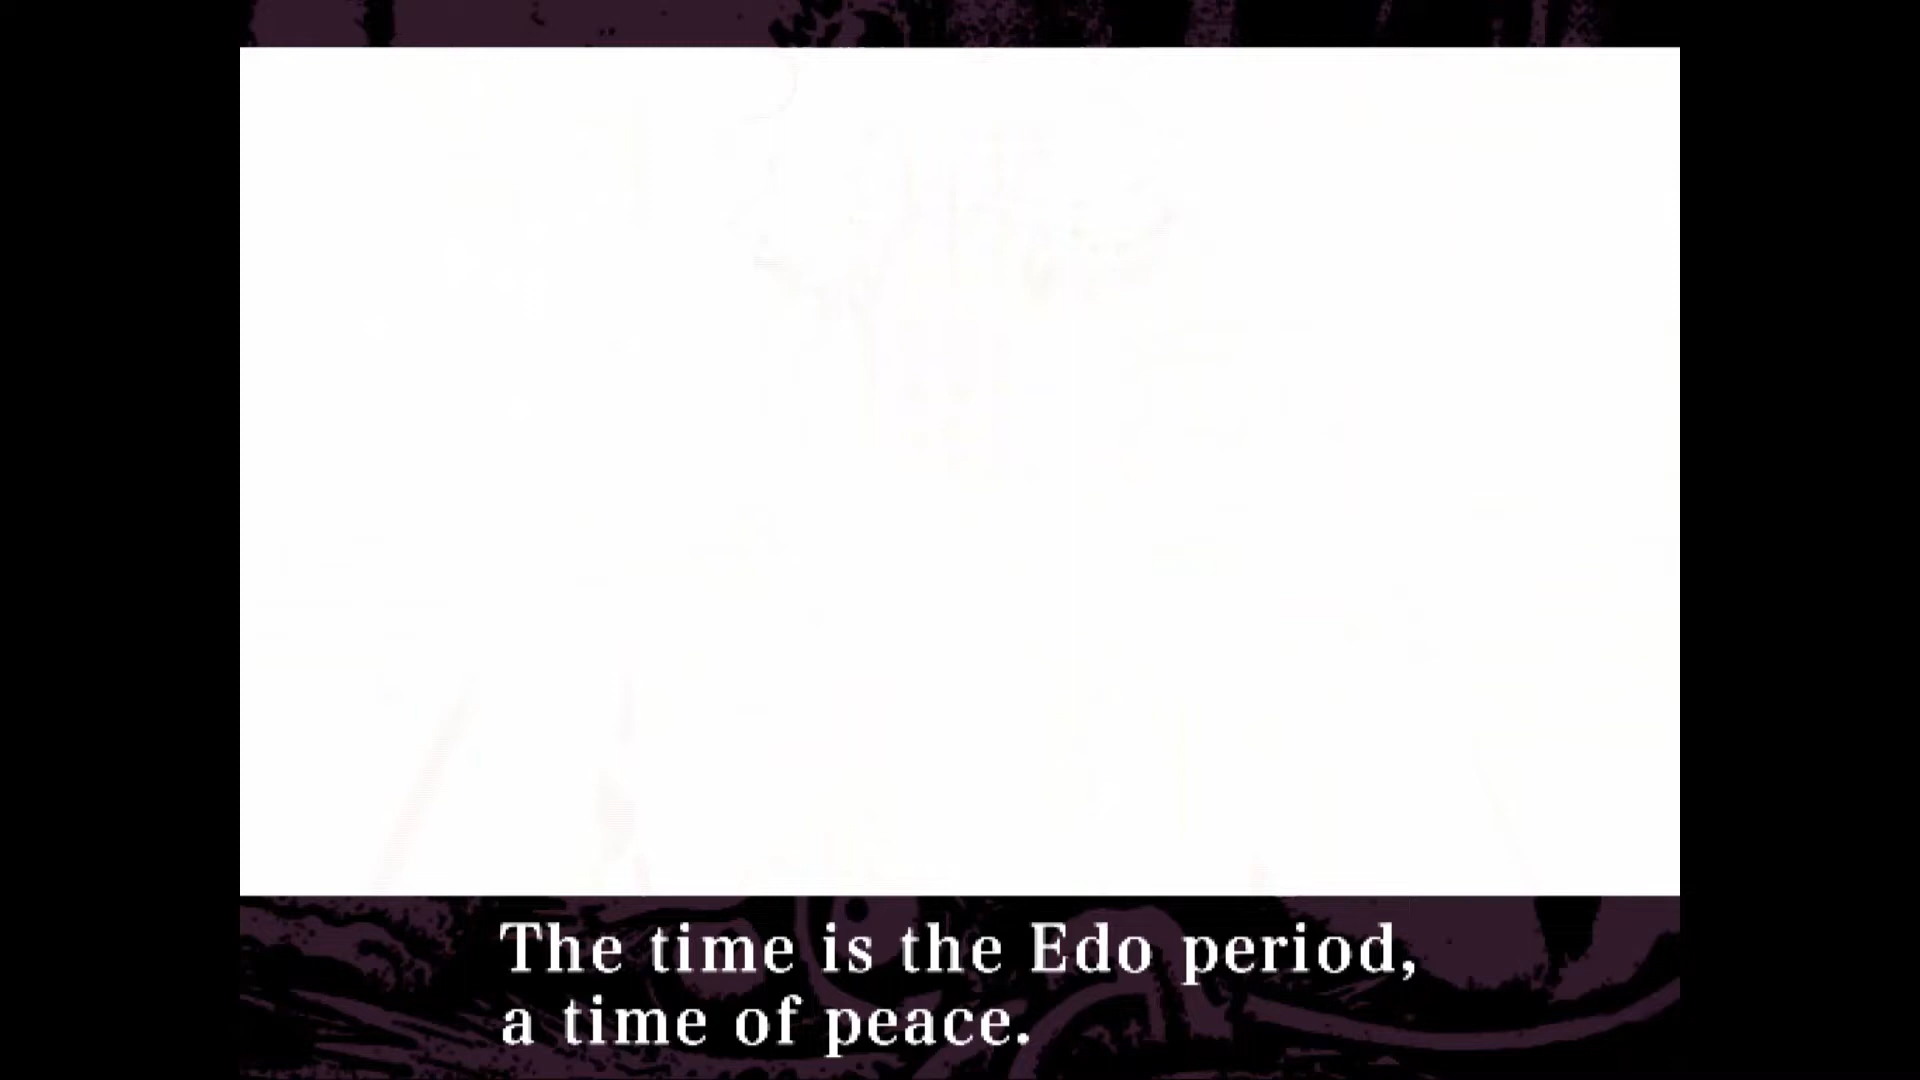 The time is the Edo period,
a time of peace.